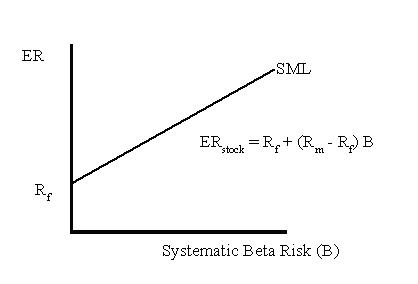 ER
SML
ERstock = Rf + (Rm - Rf) B
Rf
Systematic Beta Risk (B)